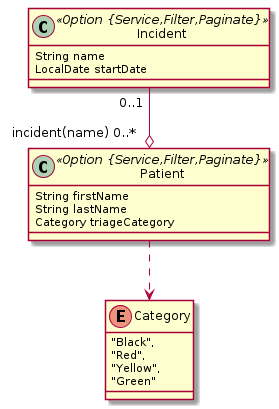 C «Option {Service,Filter,Paginate}»
Incident
String name
LocalDate startDate
0..1
incident(name) 0..*
C «Option {Service,Filter,Paginate}»
Patient
String firstName
String lastName
Category triageCategory
E Category
"Black",
"Red",
"Yellow",
"Green"